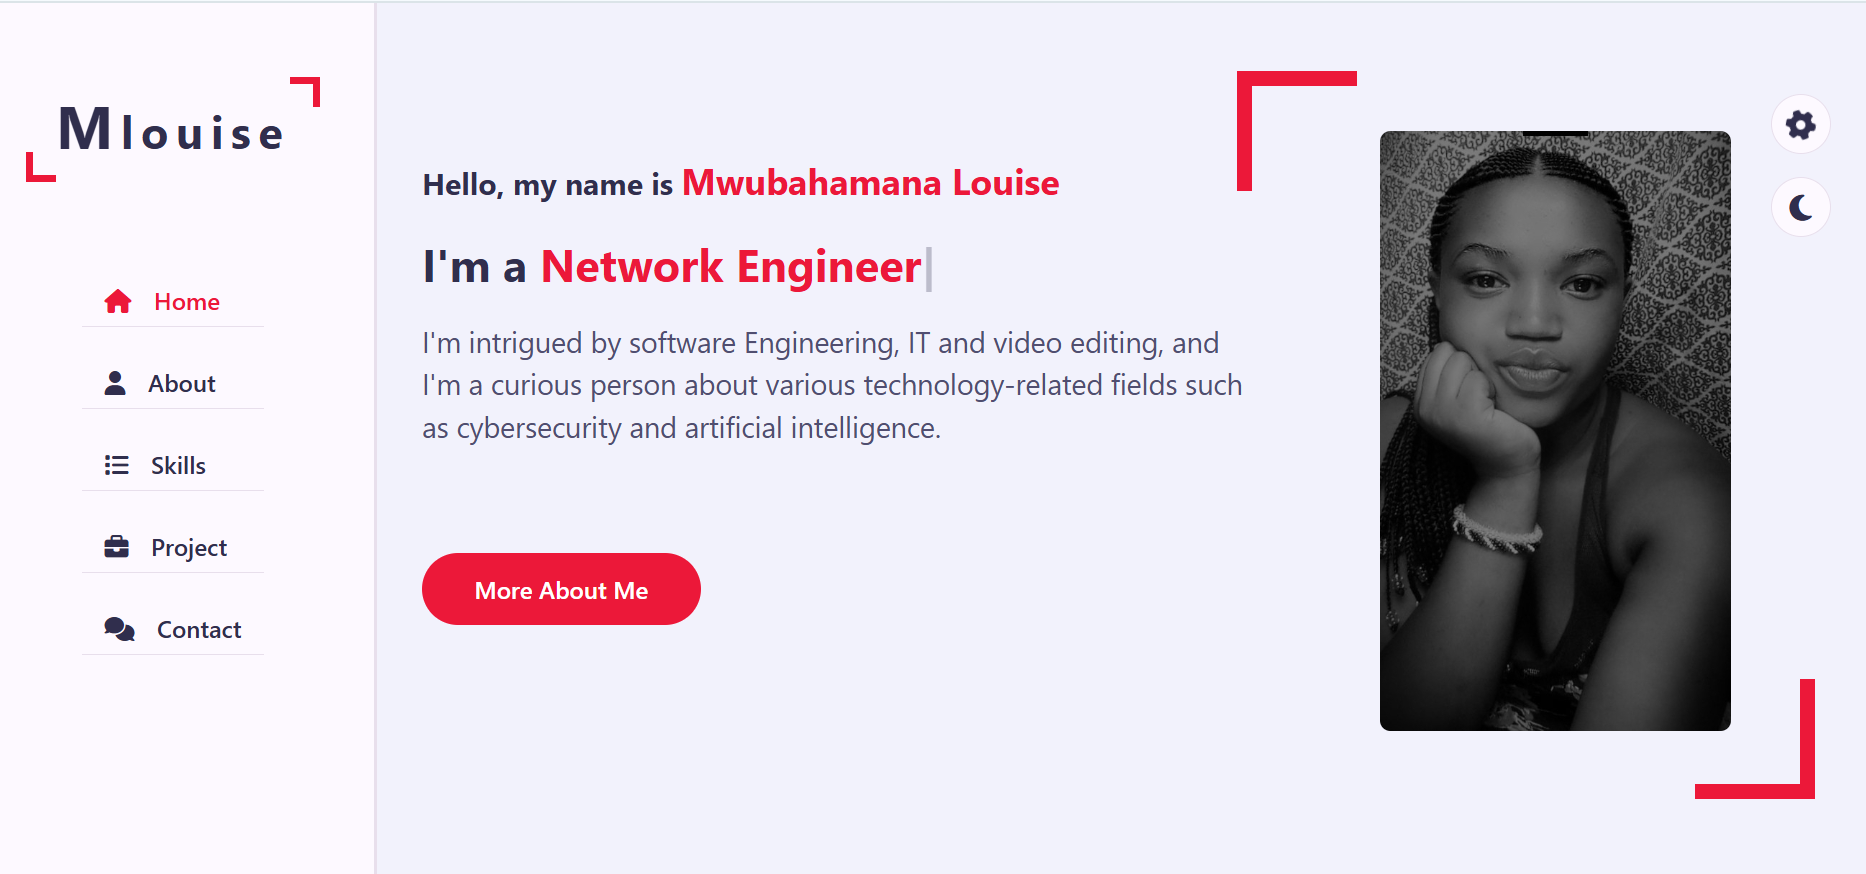 Mlouise
Home
About
Skills
Project
Contact
Hello, my name is Mwubahamana Louise
I'm a Network Engineer
I'm intrigued by software Engineering, IT and video editing, and
I'm a curious person about various technology-related fields such
as cybersecurity and artificial intelligence.
More About Me